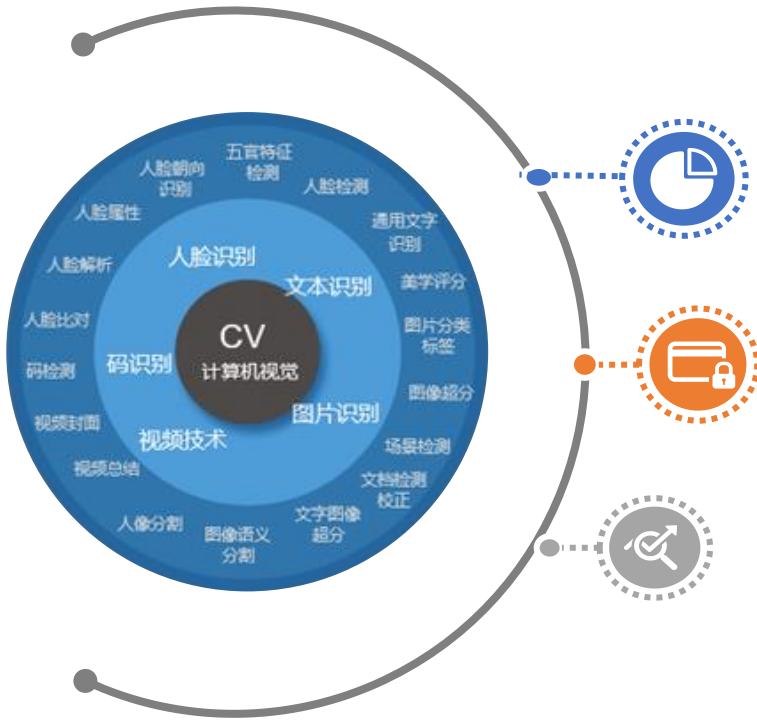 五官特征
检测
人脸朝向
识别
人脸检测
人脸属性
通用文字
识别
人脸识别
人脸解析
文本识别
美学评分
人脸比对
CV
图片分类
标签
码识别
计算机视觉
码检测
图像超分
图片识别
视频封面
视频技术
场景检测
视频总结
文档检测
校正
人像分割
文字图像
超分
图像语义
分割